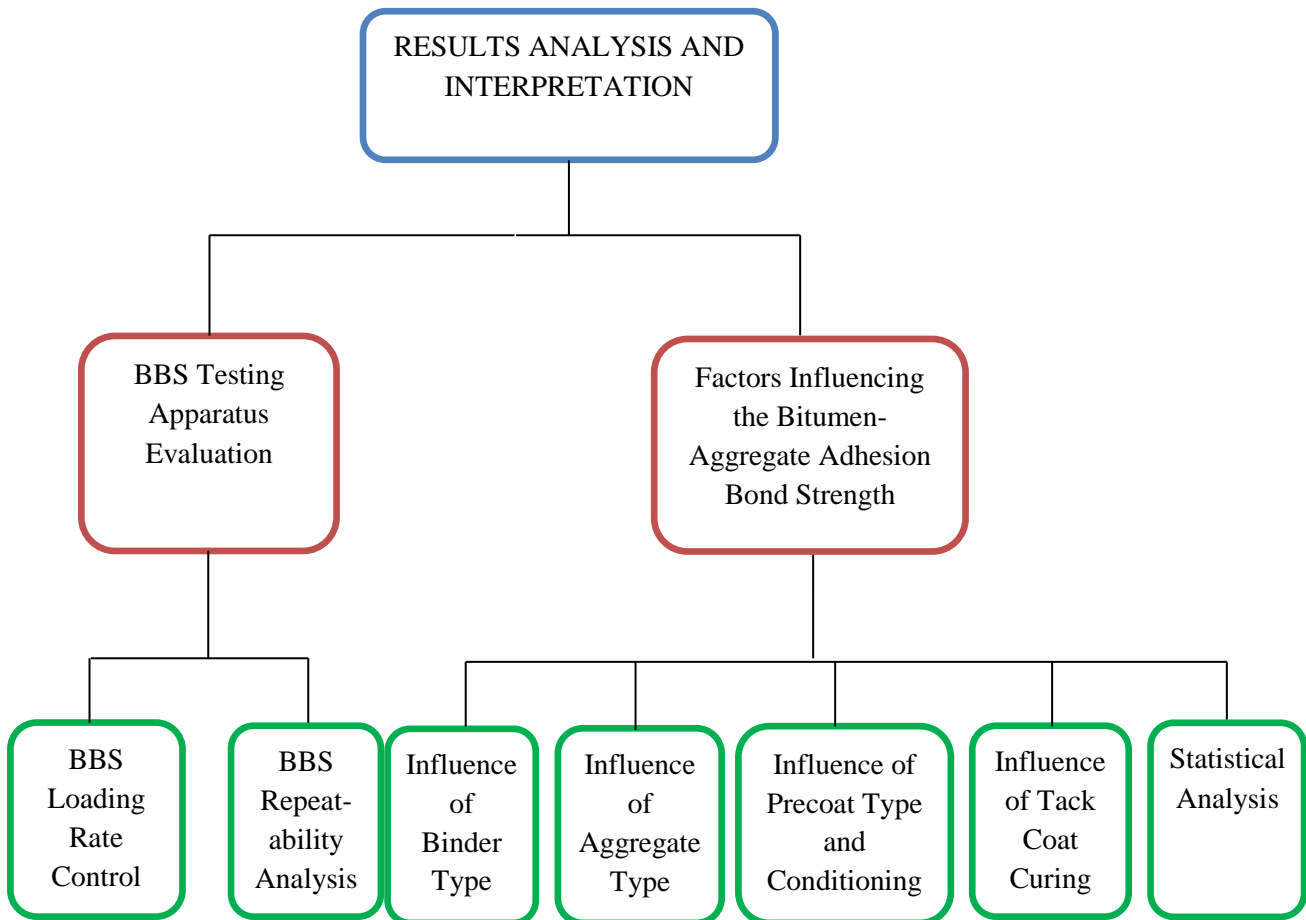 RESULTS ANALYSIS AND
INTERPRETATION
BBS Testing
Apparatus
Evaluation
Factors Influencing
the Bitumen-
Aggregate Adhesion
Bond Strength
BBS
Loading
Rate
Control
BBS
Repeat-
ability
Analysis
Influence
of
Binder
Type
Influence
of
Aggregate
Type
Influence of
Precoat Type
and
Conditioning
Influence
of Tack
Coat
Curing
Statistical
Analysis